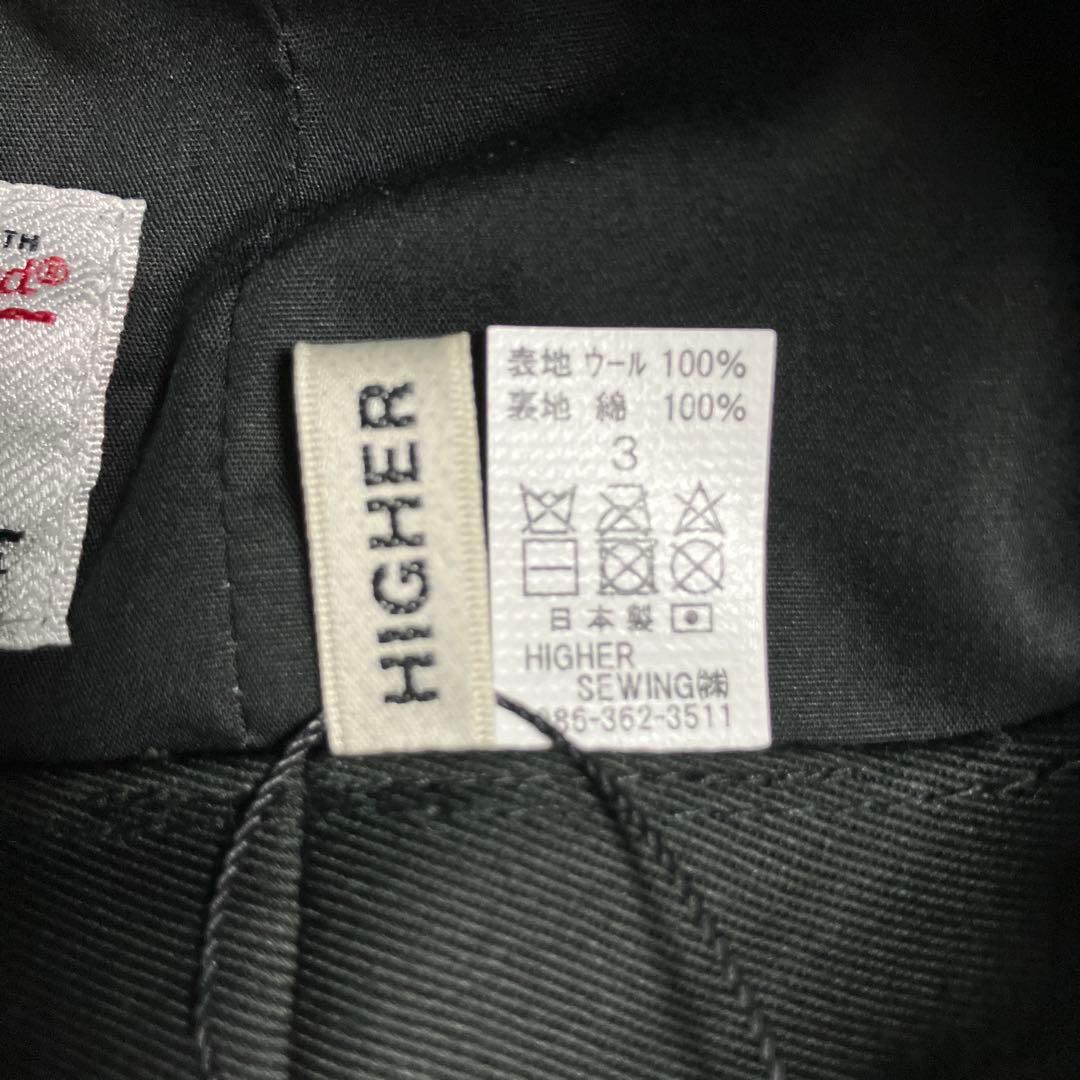 TH
d®
HIGHER
表地 ウール 100%
裏地 綿 100%
3
日本製
HIGHER
SEWING㈱
086-362-3511